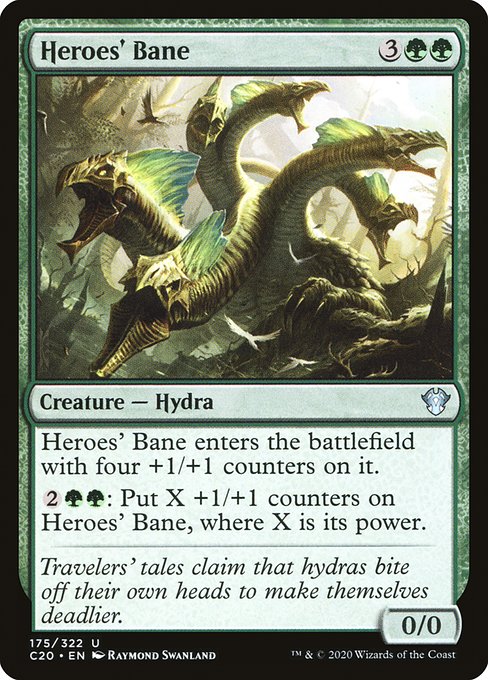 Heroes' Bane 3
Creature — Hydra
Heroes' Bane enters the battlefield
with four +1/+1 counters on it.
2: Put X +1/+1 counters on
Heroes' Bane, where X is its power.
Travelers' tales claim that hydras bite
off their own heads to make themselves
deadlier.
0/0
175/322 U
C20 • EN Raymond Swanland ™ & © 2020 Wizards of the Coast